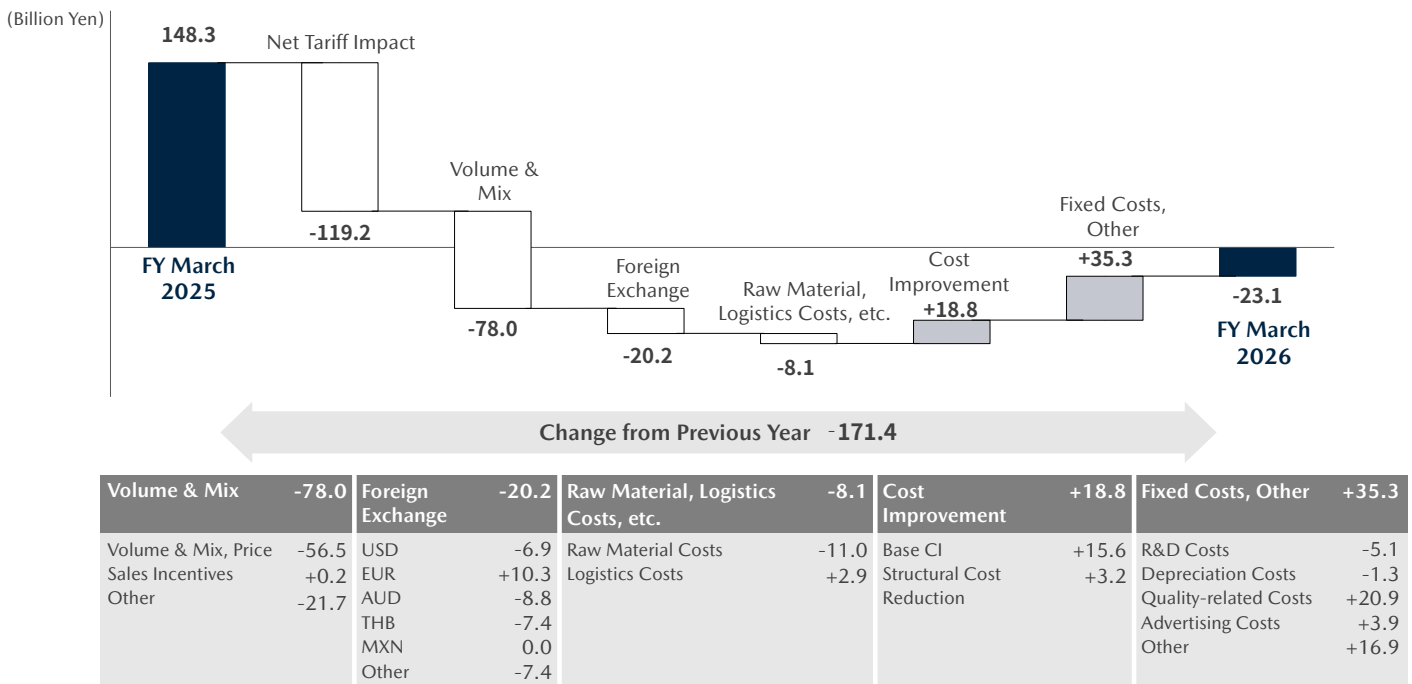 (Billion Yen)
148.3
Net Tariff Impact
-119.2
Volume &
Mix
-78.0
Foreign
Exchange
-20.2
Raw Material,
Logistics Costs, etc.
-8.1
Cost
Improvement
+18.8
Fixed Costs,
Other
+35.3
-23.1
FY March
2025
FY March
2026
Change from Previous Year -171.4
Volume & Mix -78.0
Volume & Mix, Price -56.5
Sales Incentives +0.2
Other -21.7
Foreign -20.2
Exchange
USD -6.9
EUR +10.3
AUD -8.8
THB -7.4
MXN 0.0
Other -7.4
Raw Material, Logistics -8.1
Costs, etc.
Raw Material Costs -11.0
Logistics Costs +2.9
Cost +18.8
Improvement
Base CI +15.6
Structural Cost +3.2
Reduction
Fixed Costs, Other +35.3
R&D Costs -5.1
Depreciation Costs -1.3
Quality-related Costs +20.9
Advertising Costs +3.9
Other +16.9